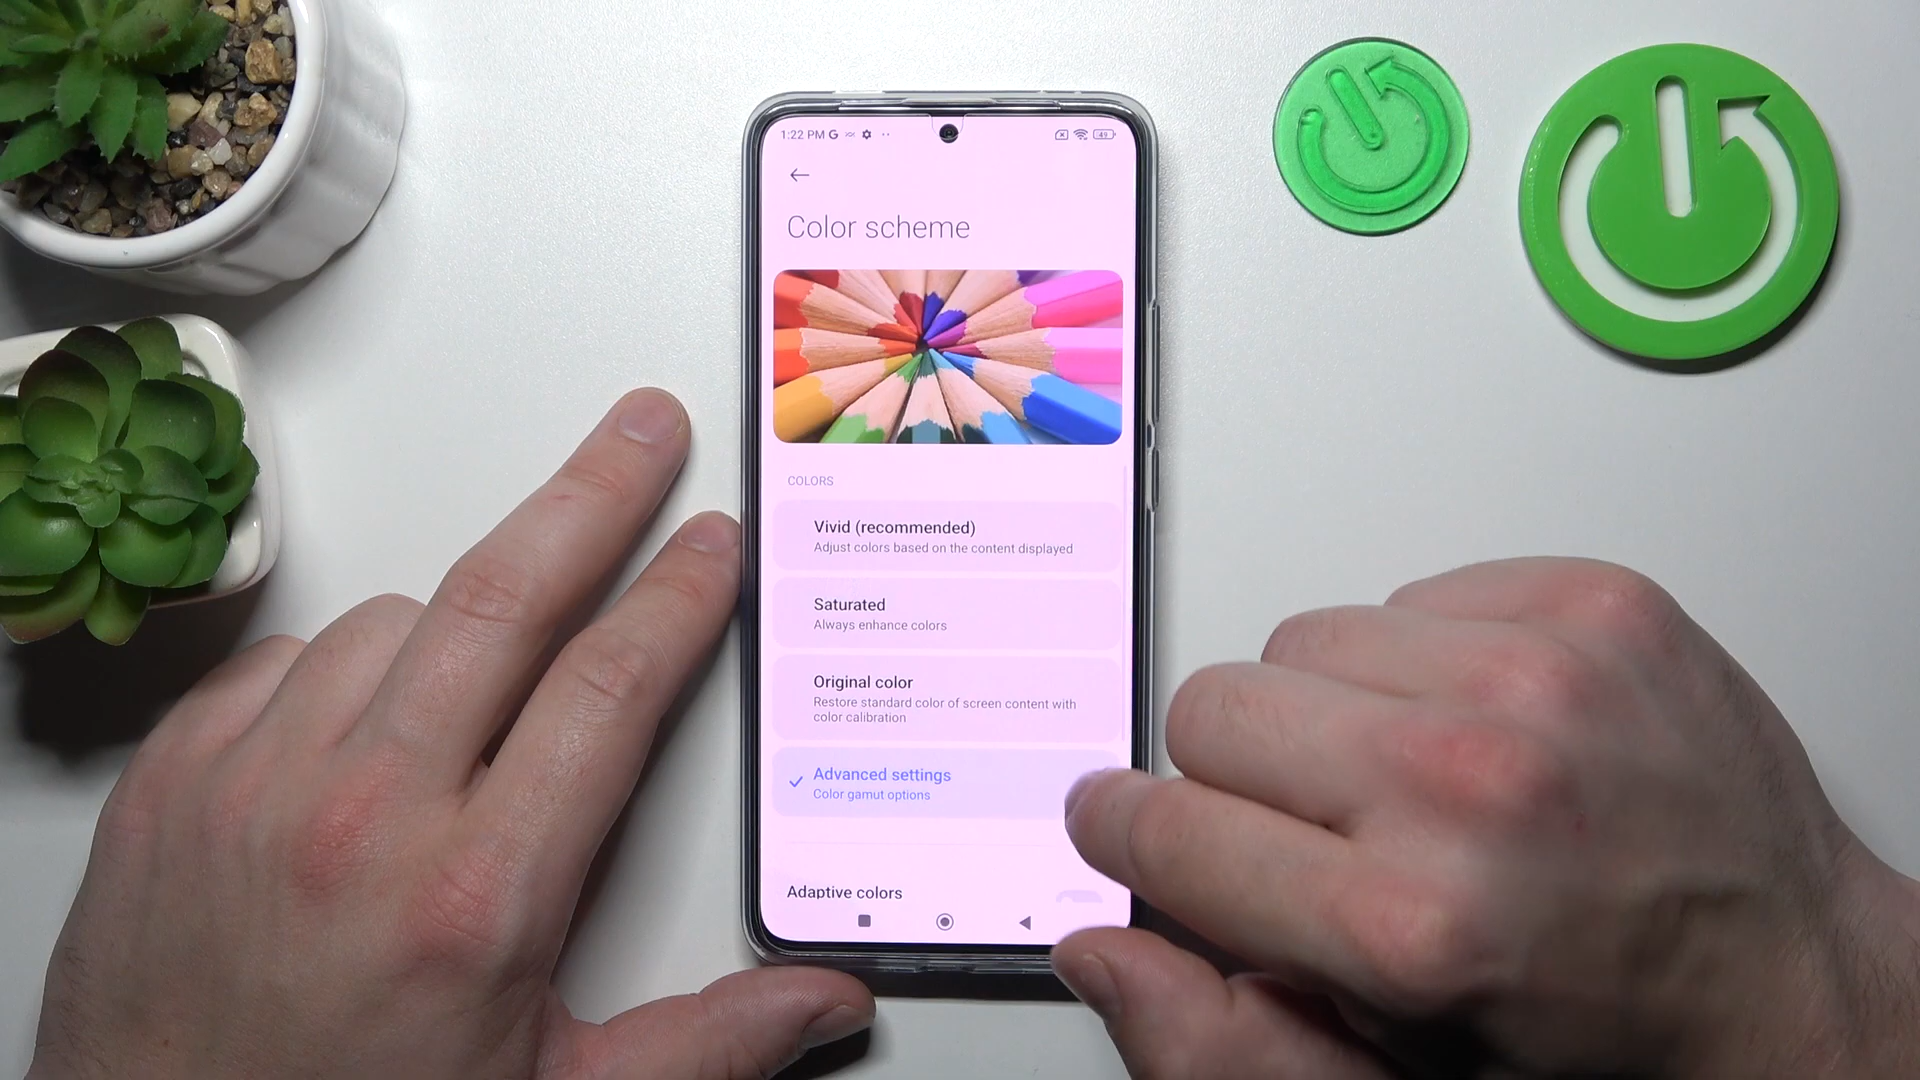 1:22 PM G
49
Color scheme
COLORS
Vivid (recommended)
Adjust colors based on the content displayed
Saturated
Always enhance colors
Original color
Restore standard color of screen content with
color calibration
Advanced settings
Color gamut options
Adaptive colors